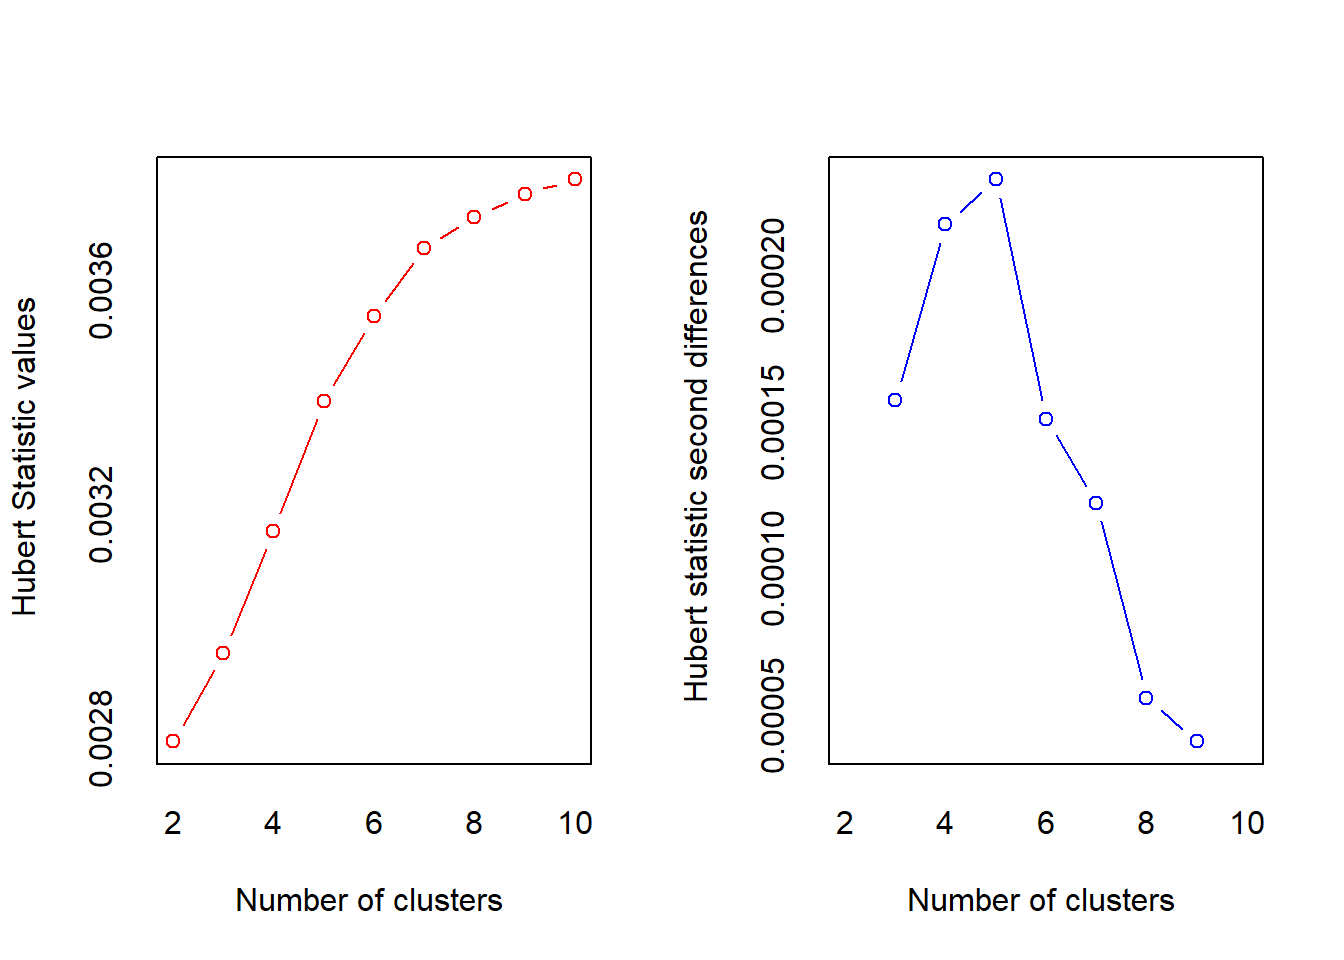 Hubert Statistic values
0.0028
0.0032
0.0036
2 4 6 8 10
Number of clusters
Hubert statistic second differences
0.00005
0.00010
0.00015
0.00020
2 4 6 8 10
Number of clusters